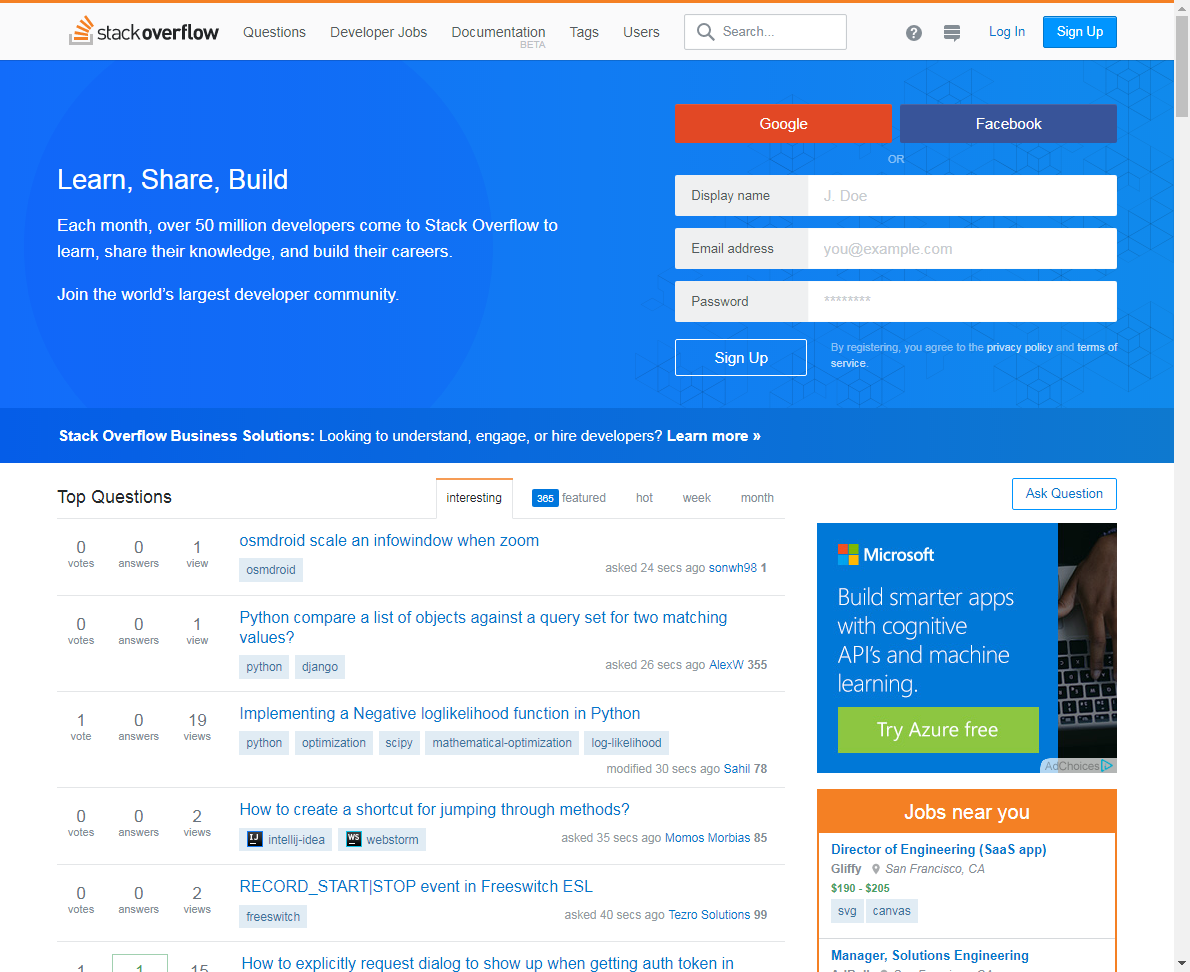 stackoverflow
Questions
Developer Jobs
Documentation
BETA
Tags
Users
Search...
?
Log In
Sign Up
Google
Facebook
OR
Learn, Share, Build
Each month, over 50 million developers come to Stack Overflow to
learn, share their knowledge, and build their careers.
Join the world’s largest developer community.
Display name
J. Doe
Email address
you@example.com
Password
********
Sign Up
By registering, you agree to the privacy policy and terms of
service.
Stack Overflow Business Solutions: Looking to understand, engage, or hire developers? Learn more »
Top Questions
interesting
365 featured
hot
week
month
Ask Question
0 0 1
votes answers view
osmdroid scale an infowindow when zoom
osmdroid
asked 24 secs ago sonwh98 1
0 0 1
votes answers view
Python compare a list of objects against a query set for two matching
values?
python django
asked 26 secs ago AlexW 355
1 0 19
vote answers views
Implementing a Negative loglikelihood function in Python
python optimization scipy mathematical-optimization log-likelihood
modified 30 secs ago Sahil 78
0 0 2
votes answers views
How to create a shortcut for jumping through methods?
IJ intellij-idea WS webstorm
asked 35 secs ago Momos Morbias 85
0 0 2
votes answers views
RECORD_START|STOP event in Freeswitch ESL
freeswitch
asked 40 secs ago Tezro Solutions 99
1 1 15
How to explicitly request dialog to show up when getting auth token in
Microsoft
Build smarter apps
with cognitive
API’s and machine
learning.
Try Azure free
AdChoices
Jobs near you
Director of Engineering (SaaS app)
Gliffy San Francisco, CA
$190 - $205
svg canvas
Manager, Solutions Engineering